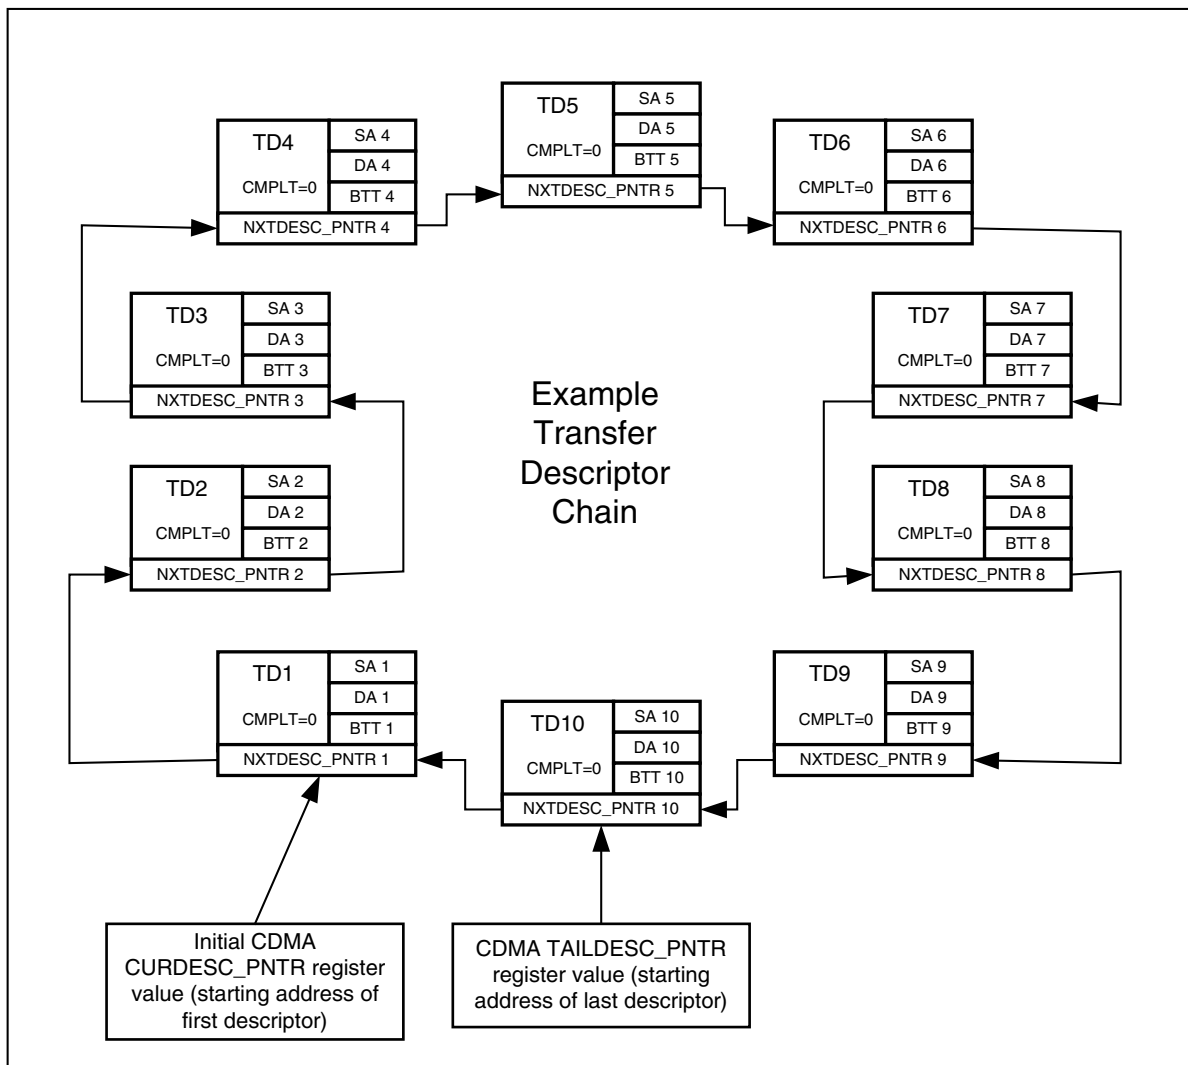 TD5
CMPLT=0
SA 5
DA 5
BTT 5
NXTDESC_PNTR 5
TD4
CMPLT=0
SA 4
DA 4
BTT 4
NXTDESC_PNTR 4
TD6
CMPLT=0
SA 6
DA 6
BTT 6
NXTDESC_PNTR 6
TD3
CMPLT=0
SA 3
DA 3
BTT 3
NXTDESC_PNTR 3
TD7
CMPLT=0
SA 7
DA 7
BTT 7
NXTDESC_PNTR 7
Example
Transfer
Descriptor
Chain
TD2
CMPLT=0
SA 2
DA 2
BTT 2
NXTDESC_PNTR 2
TD8
CMPLT=0
SA 8
DA 8
BTT 8
NXTDESC_PNTR 8
TD1
CMPLT=0
SA 1
DA 1
BTT 1
NXTDESC_PNTR 1
TD10
CMPLT=0
SA 10
DA 10
BTT 10
NXTDESC_PNTR 10
TD9
CMPLT=0
SA 9
DA 9
BTT 9
NXTDESC_PNTR 9
Initial CDMA
CURDESC_PNTR register
value (starting address of
first descriptor)
CDMA TAILDESC_PNTR
register value (starting
address of last descriptor)